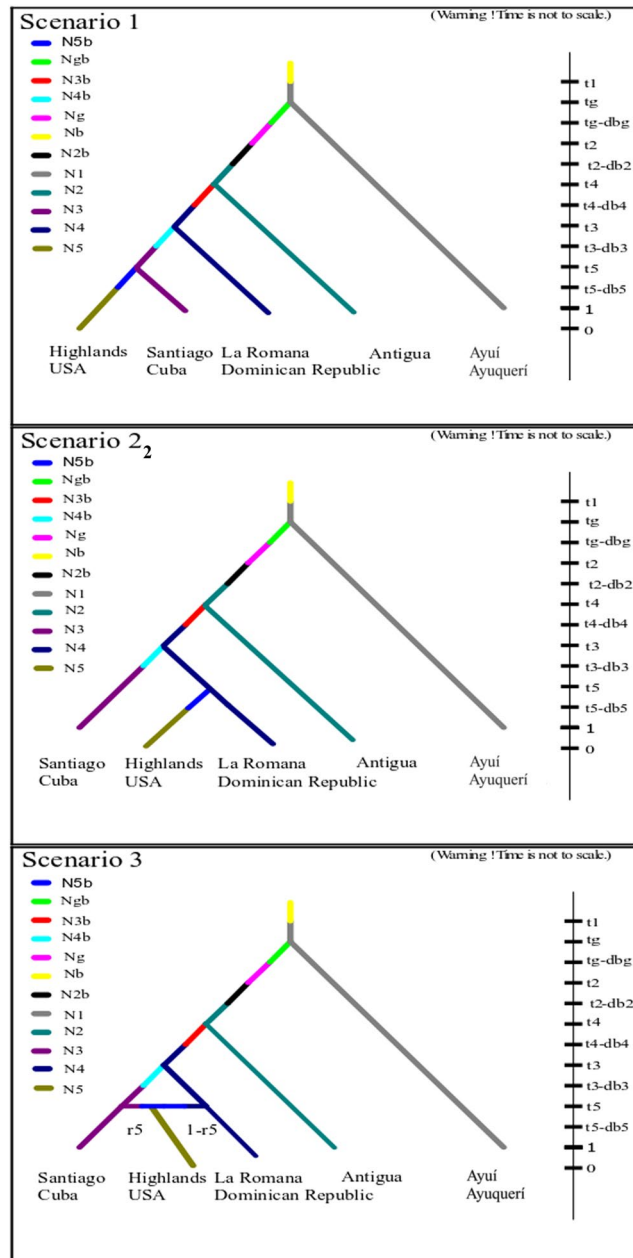 Scenario 1
(Warning !Time is not to scale.)
N5b
Ngb
N3b
N4b
Ng
Nb
N2b
N1
N2
N3
N4
N5
t1
tg
tg-dbg
t2
t2-db2
t4
t4-db4
t3
t3-db3
t5
t5-db5
1
0
Highlands Santiago La Romana Antigua Ayuí
USA Cuba Dominican Republic Ayuquerí
Scenario 2 2
(Warning !Time is not to scale.)
N5b
Ngb
N3b
N4b
Ng
Nb
N2b
N1
N2
N3
N4
N5
t1
tg
tg-dbg
t2
t2-db2
t4
t4-db4
t3
t3-db3
t5
t5-db5
1
0
Santiago Highlands La Romana Antigua Ayuí
Cuba USA Dominican Republic Ayuquerí
Scenario 3
(Warning !Time is not to scale.)
N5b
Ngb
N3b
N4b
Ng
Nb
N2b
N1
N2
N3
N4
N5
t1
tg
tg-dbg
t2
t2-db2
t4
t4-db4
t3
t3-db3
t5
t5-db5
1
0
r5 1-r5
Santiago Highlands La Romana Antigua Ayuí
Cuba USA Dominican Republic Ayuquerí